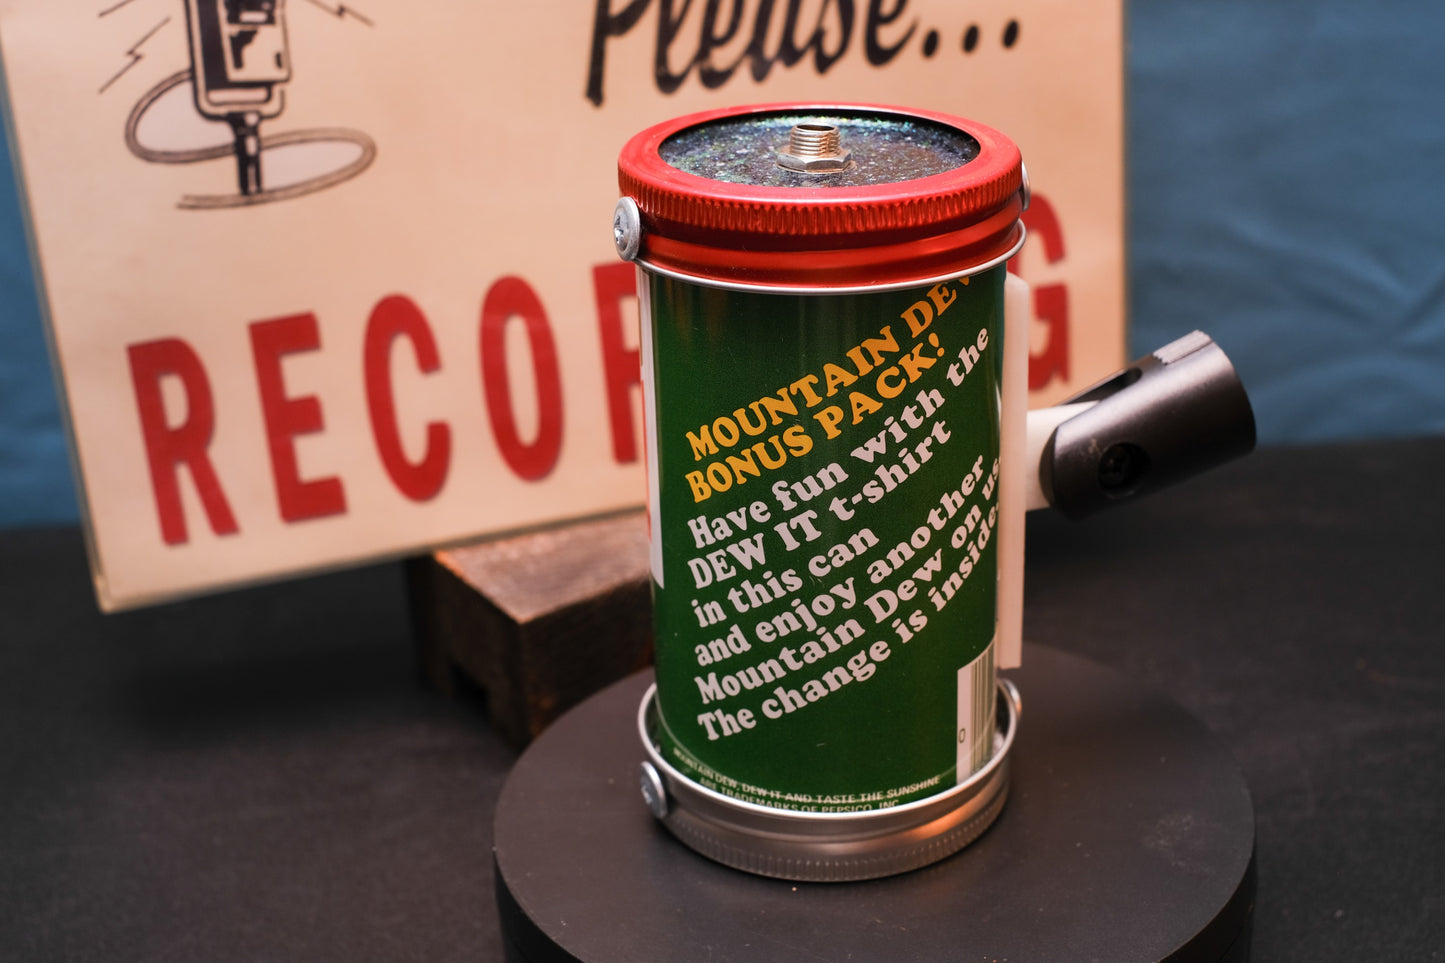 Please...
RECOR G
MOUNTAIN DEW
BONUS PACK!
Have fun with the
DEW IT t-shirt
in this can
and enjoy another
Mountain Dew on us.
The change is inside.
0
MOUNTAIN DEW, DEW IT AND TASTE THE SUNSHINE
ARE TRADEMARKS OF PEPSICO, INC.